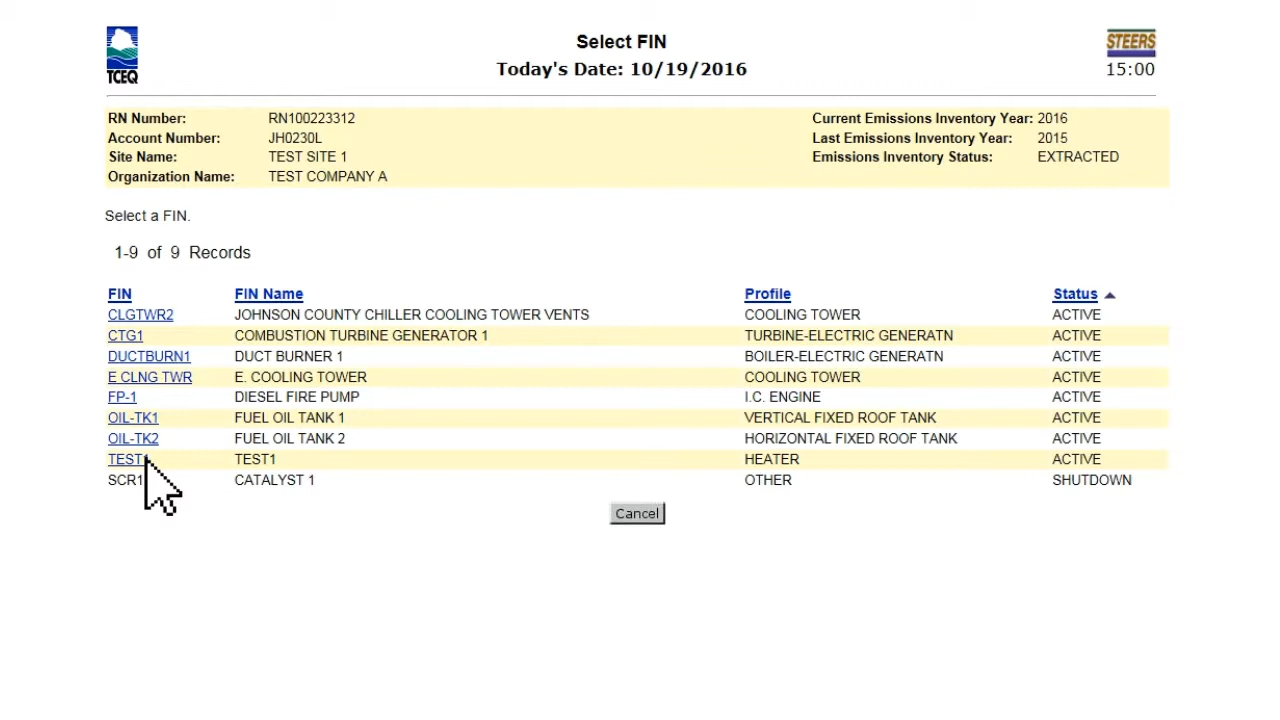 TCEQ
Select FIN
Today's Date: 10/19/2016
STEERS
15:00
RN Number: RN100223312
Account Number: JH0230L
Site Name: TEST SITE 1
Organization Name: TEST COMPANY A
Current Emissions Inventory Year: 2016
Last Emissions Inventory Year: 2015
Emissions Inventory Status: EXTRACTED
Select a FIN.
1-9 of 9 Records
FIN FIN Name Profile Status
CLGTWR2 JOHNSON COUNTY CHILLER COOLING TOWER VENTS COOLING TOWER ACTIVE
CTG1 COMBUSTION TURBINE GENERATOR 1 TURBINE-ELECTRIC GENERATN ACTIVE
DUCTBURN1 DUCT BURNER 1 BOILER-ELECTRIC GENERATN ACTIVE
E CLNG TWR E. COOLING TOWER COOLING TOWER ACTIVE
FP-1 DIESEL FIRE PUMP I.C. ENGINE ACTIVE
OIL-TK1 FUEL OIL TANK 1 VERTICAL FIXED ROOF TANK ACTIVE
OIL-TK2 FUEL OIL TANK 2 HORIZONTAL FIXED ROOF TANK ACTIVE
TEST1 TEST1 HEATER ACTIVE
SCR1 CATALYST 1 OTHER SHUTDOWN
Cancel